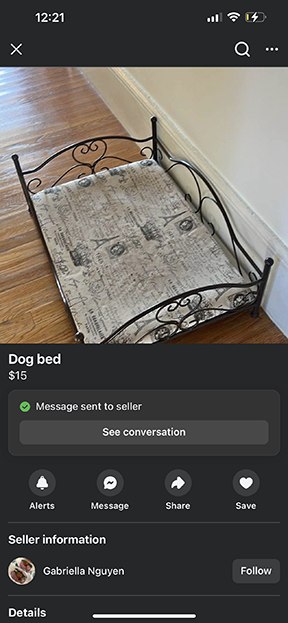 12:21
Dog bed
$15
Message sent to seller
See conversation
Alerts
Message
Share
Save
Seller information
Gabriella Nguyen
Follow
Details